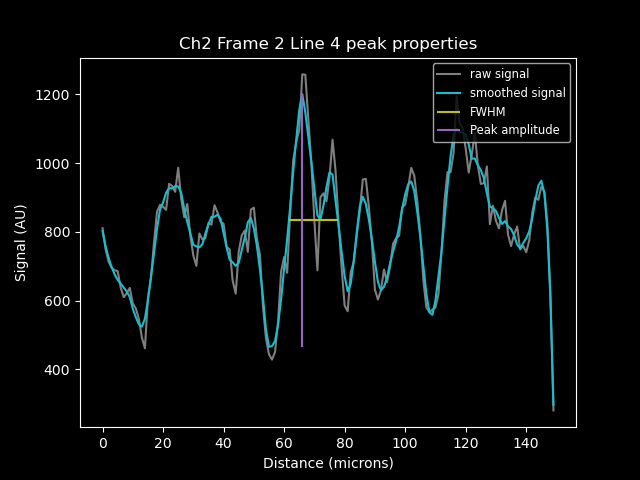 Ch2 Frame 2 Line 4 peak properties
raw signal
smoothed signal
FWHM
Peak amplitude
Signal (AU)
1200
1000
800
600
400
0 20 40 60 80 100 120 140
Distance (microns)